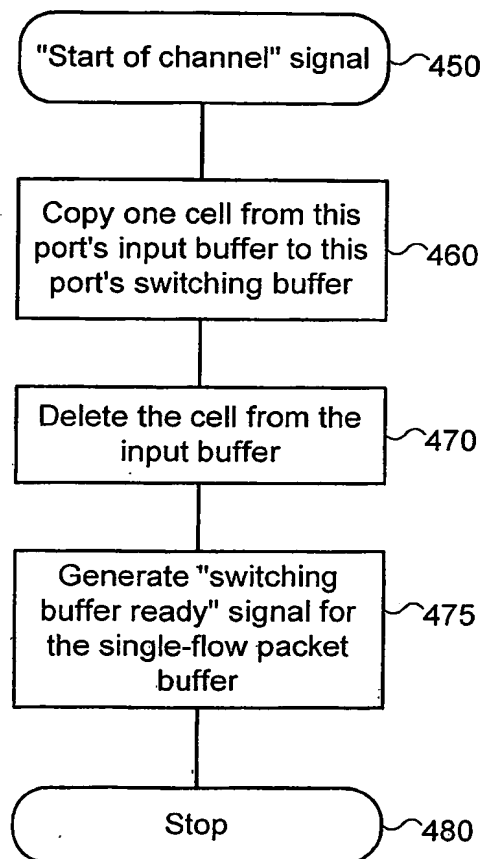 "Start of channel" signal
450
Copy one cell from this
port's input buffer to this
port's switching buffer
460
Delete the cell from the
input buffer
470
Generate "switching
buffer ready" signal for
the single-flow packet
buffer
475
Stop
480